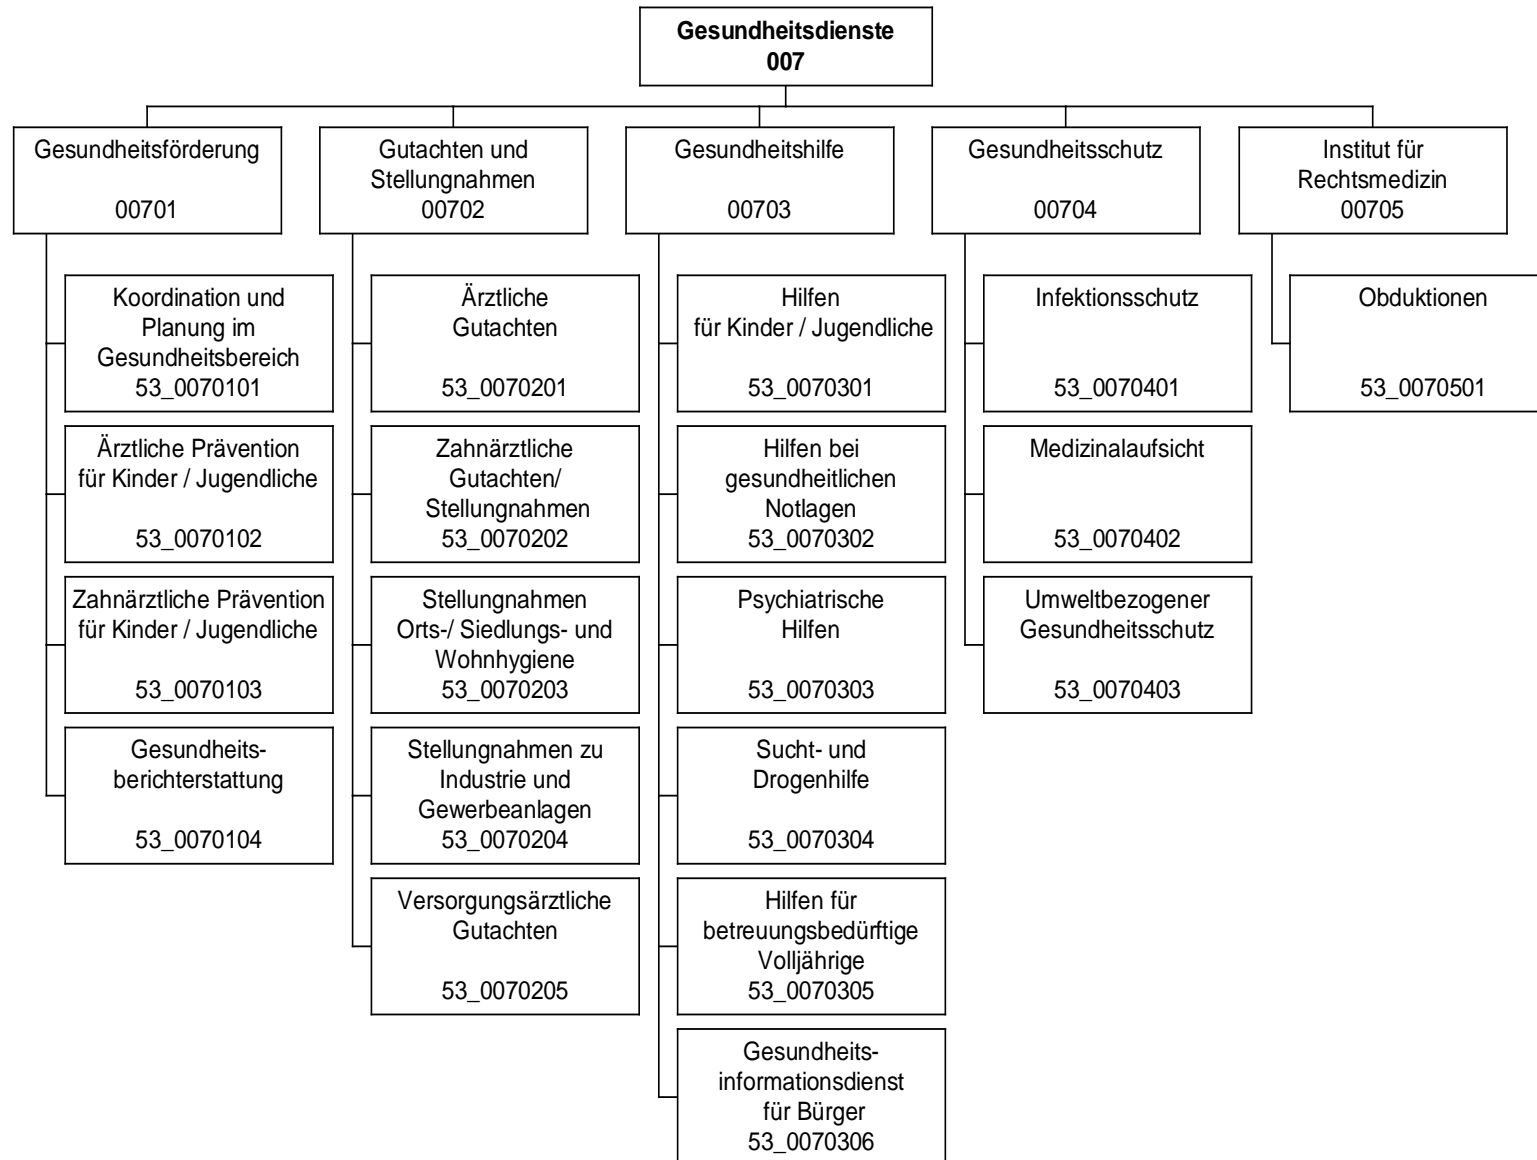 Gesundheitsdienste
007
Gesundheitsförderung
00701
Gutachten und
Stellungnahmen
00702
Gesundheitshilfe
00703
Gesundheitsschutz
00704
Institut für
Rechtsmedizin
00705
Koordination und
Planung im
Gesundheitsbereich
53_0070101
Ärztliche Prävention
für Kinder / Jugendliche
53_0070102
Zahnärztliche Prävention
für Kinder / Jugendliche
53_0070103
Gesundheits-
berichterstattung
53_0070104
Ärztliche
Gutachten
53_0070201
Zahnärztliche
Gutachten/
Stellungnahmen
53_0070202
Stellungnahmen
Orts-/ Siedlungs- und
Wohnhygiene
53_0070203
Stellungnahmen zu
Industrie und
Gewerbeanlagen
53_0070204
Versorgungsärztliche
Gutachten
53_0070205
Hilfen
für Kinder / Jugendliche
53_0070301
Hilfen bei
gesundheitlichen
Notlagen
53_0070302
Psychiatrische
Hilfen
53_0070303
Sucht- und
Drogenhilfe
53_0070304
Hilfen für
betreuungsbedürftige
Volljährige
53_0070305
Gesundheits-
informationsdienst
für Bürger
53_0070306
Infektionsschutz
53_0070401
Medizinalaufsicht
53_0070402
Umweltbezogener
Gesundheitsschutz
53_0070403
Obduktionen
53_0070501